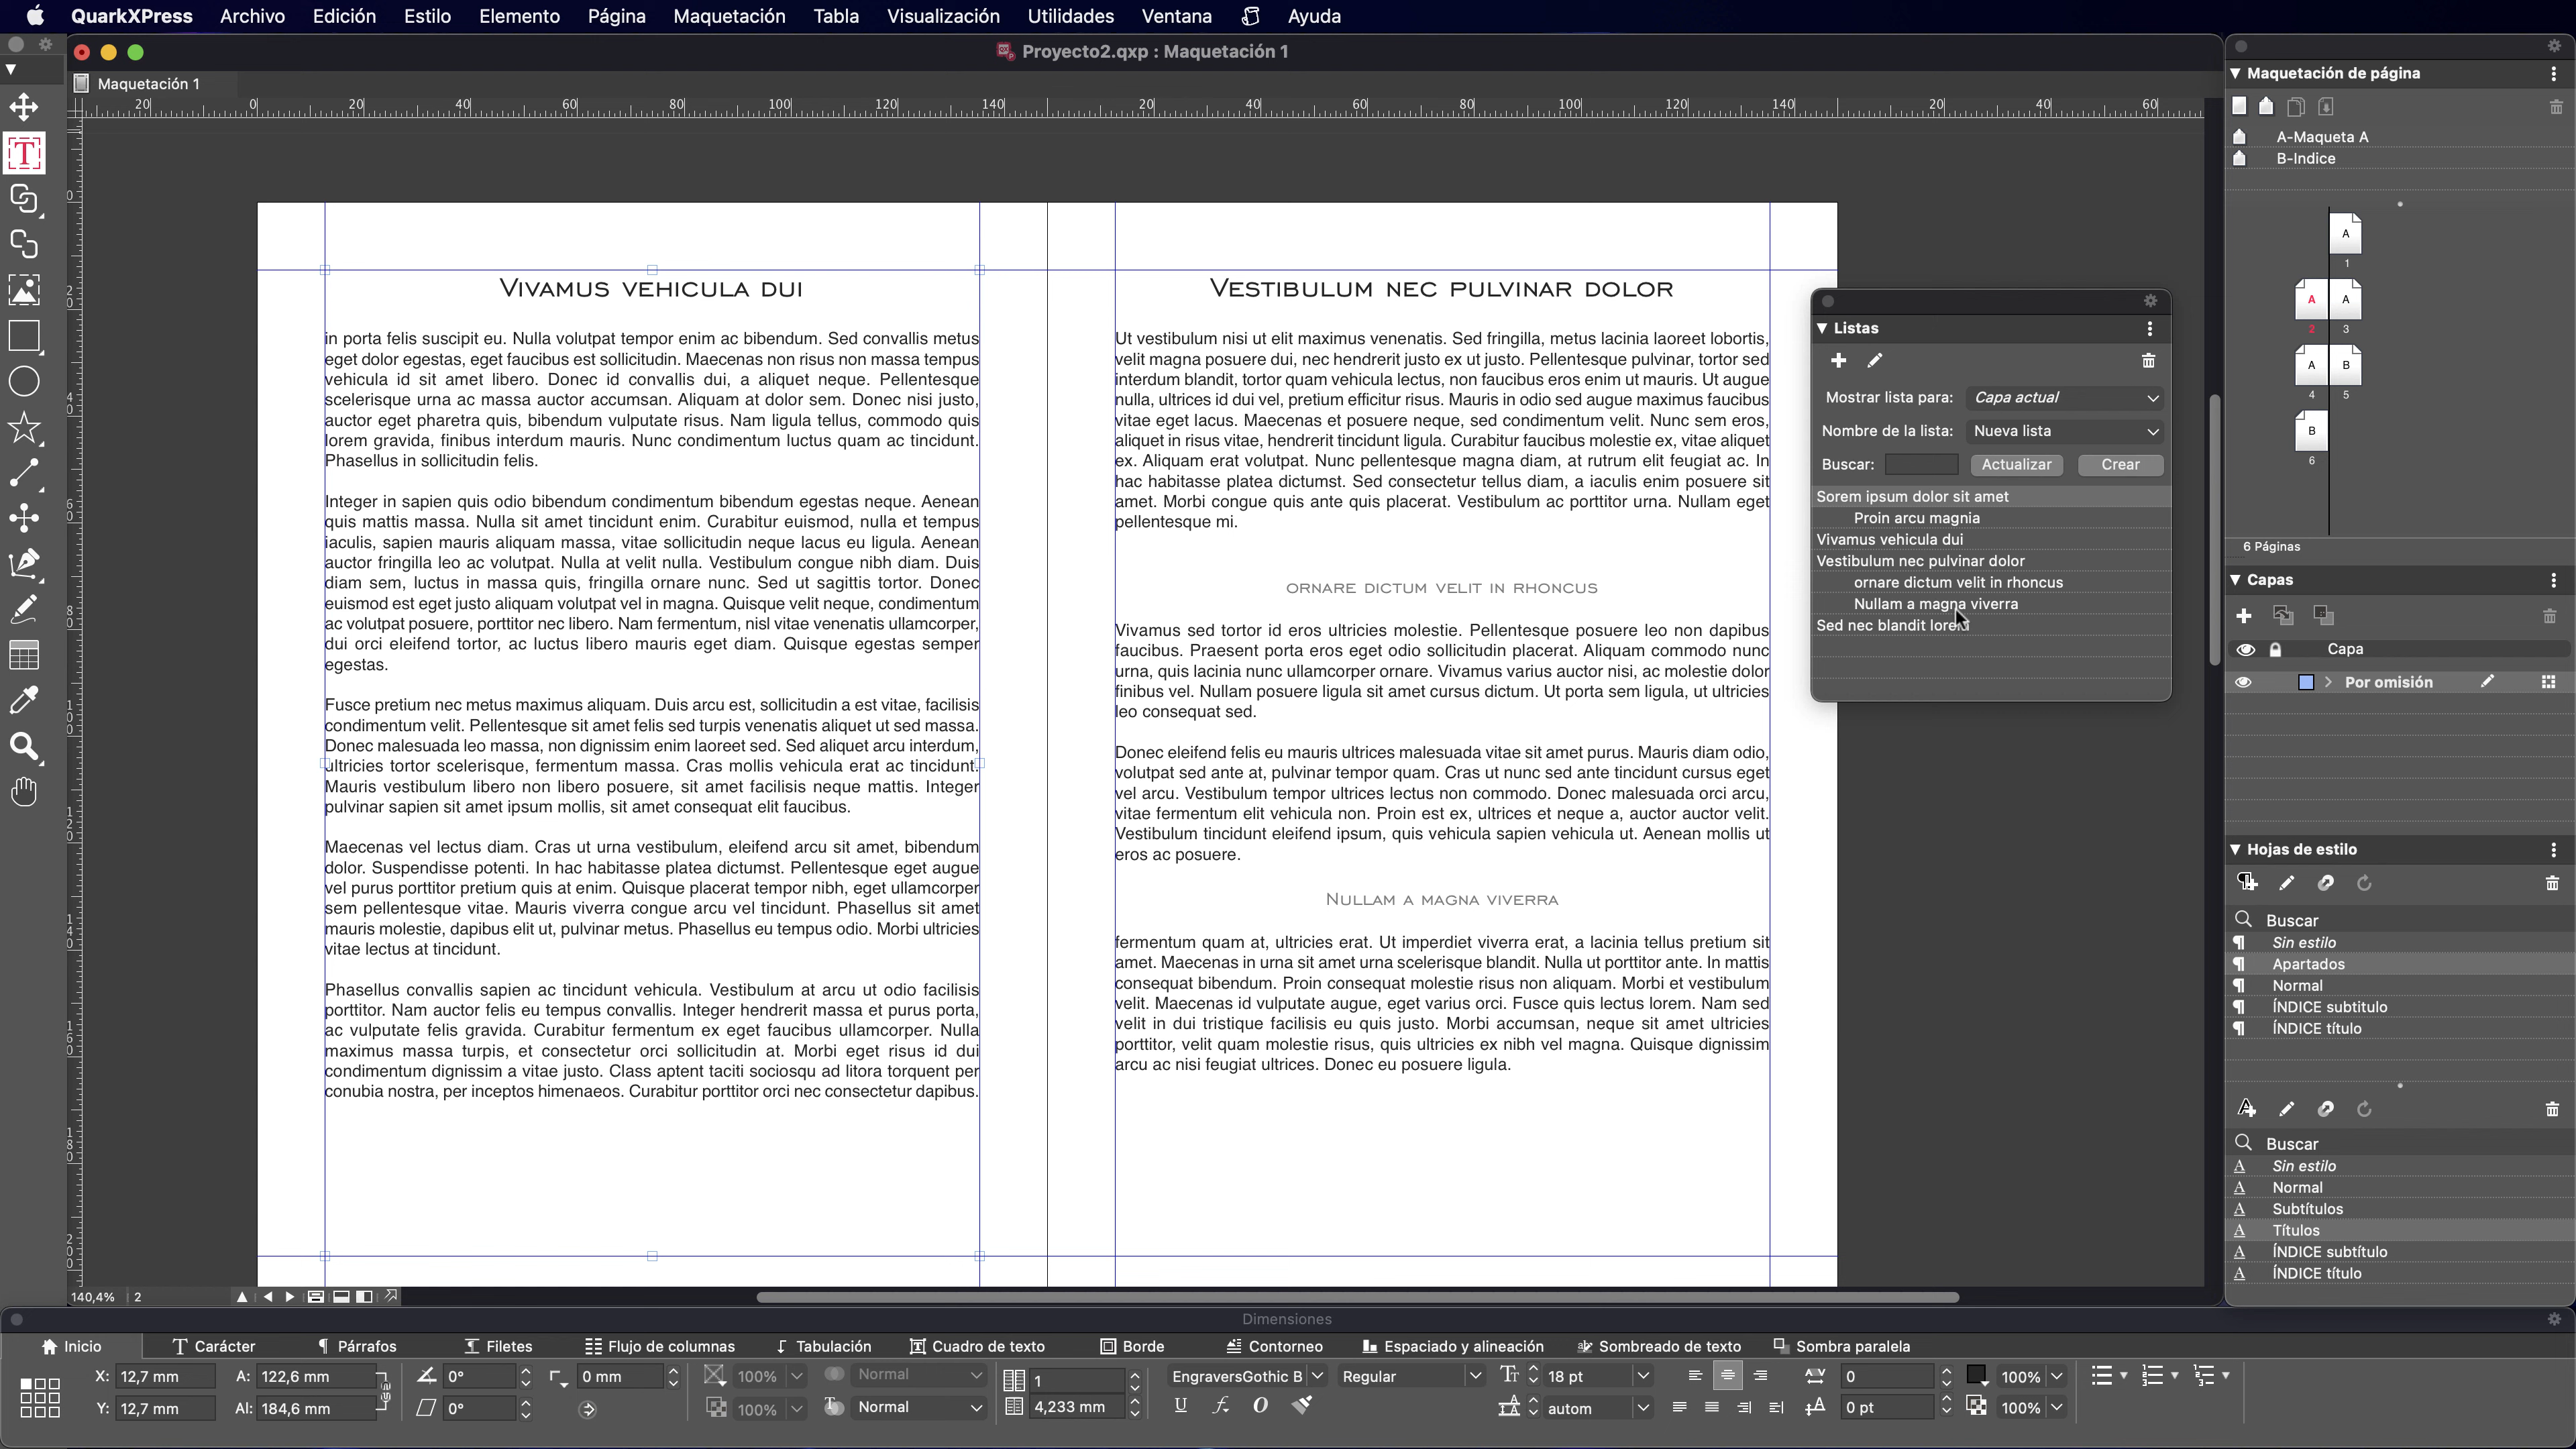 QuarkXPress Archivo Edición Estilo Elemento Página Maquetación Tabla Visualización Utilidades Ventana Ayuda
Proyecto2.qxp : Maquetación 1
Maquetación 1
20 0 20 40 60 80 100 120 140 20 40 60 80 100 120 140 20 40 60
Vivamus vehicula dui
in porta felis suscipit eu. Nulla volutpat tempor enim ac bibendum. Sed convallis metus
eget dolor egestas, eget faucibus est sollicitudin. Maecenas non risus non massa tempus
vehicula id sit amet libero. Donec id convallis dui, a aliquet neque. Pellentesque
scelerisque urna ac massa auctor accumsan. Aliquam at dolor sem. Donec nisi justo,
auctor eget pharetra quis, bibendum vulputate risus. Nam ligula tellus, commodo quis
lorem gravida, finibus interdum mauris. Nunc condimentum luctus quam ac tincidunt.
Phasellus in sollicitudin felis.
Integer in sapien quis odio bibendum condimentum bibendum egestas neque. Aenean
quis mattis massa. Nulla sit amet tincidunt enim. Curabitur euismod, nulla et tempus
iaculis, sapien mauris aliquam massa, vitae sollicitudin neque lacus eu ligula. Aenean
auctor fringilla leo ac volutpat. Nulla at velit nulla. Vestibulum congue nibh diam. Duis
diam sem, luctus in massa quis, fringilla ornare nunc. Sed ut sagittis tortor. Donec
euismod est eget justo aliquam volutpat vel in magna. Quisque velit neque, condimentum
ac volutpat posuere, porttitor nec libero. Nam fermentum, nisl vitae venenatis ullamcorper,
dui orci eleifend tortor, ac luctus libero mauris eget diam. Quisque egestas semper
egestas.
Fusce pretium nec metus maximus aliquam. Duis arcu est, sollicitudin a est vitae, facilisis
condimentum velit. Pellentesque sit amet felis sed turpis venenatis aliquet ut sed massa.
Donec malesuada leo massa, non dignissim enim laoreet sed. Sed aliquet arcu interdum,
ultricies tortor scelerisque, fermentum massa. Cras mollis vehicula erat ac tincidunt.
Mauris vestibulum libero non libero posuere, sit amet facilisis neque mattis. Integer
pulvinar sapien sit amet ipsum mollis, sit amet consequat elit faucibus.
Maecenas vel lectus diam. Cras ut urna vestibulum, eleifend arcu sit amet, bibendum
dolor. Suspendisse potenti. In hac habitasse platea dictumst. Pellentesque eget augue
vel purus porttitor pretium quis at enim. Quisque placerat tempor nibh, eget ullamcorper
sem pellentesque vitae. Mauris viverra congue arcu vel tincidunt. Phasellus sit amet
mauris molestie, dapibus elit ut, pulvinar metus. Phasellus eu tempus odio. Morbi ultricies
vitae lectus at tincidunt.
Phasellus convallis sapien ac tincidunt vehicula. Vestibulum at arcu ut odio facilisis
porttitor. Nam auctor felis eu tempus convallis. Integer hendrerit massa et purus porta,
ac vulputate felis gravida. Curabitur fermentum ex eget faucibus ullamcorper. Nulla
maximus massa turpis, et consectetur orci sollicitudin at. Morbi eget risus id dui
condimentum dignissim a vitae justo. Class aptent taciti sociosqu ad litora torquent per
conubia nostra, per inceptos himenaeos. Curabitur porttitor orci nec consectetur dapibus.
Vestibulum nec pulvinar dolor
Ut vestibulum nisi ut elit maximus venenatis. Sed fringilla, metus lacinia laoreet lobortis,
velit magna posuere dui, nec hendrerit justo ex ut justo. Pellentesque pulvinar, tortor sed
interdum blandit, tortor quam vehicula lectus, non faucibus eros enim ut mauris. Ut augue
nulla, ultrices id dui vel, pretium efficitur risus. Mauris in odio sed augue maximus faucibus
vitae eget lacus. Maecenas et posuere neque, sed condimentum velit. Nunc sem eros,
aliquet in risus vitae, hendrerit tincidunt ligula. Curabitur faucibus molestie ex, vitae aliquet
ex. Aliquam erat volutpat. Nunc pellentesque magna diam, at rutrum elit feugiat ac. In
hac habitasse platea dictumst. Sed consectetur tellus diam, a iaculis enim posuere sit
amet. Morbi congue quis ante quis placerat. Vestibulum ac porttitor urna. Nullam eget
pellentesque mi.
ornare dictum velit in rhoncus
Vivamus sed tortor id eros ultricies molestie. Pellentesque posuere leo non dapibus
faucibus. Praesent porta eros eget odio sollicitudin placerat. Aliquam commodo nunc
urna, quis lacinia nunc ullamcorper ornare. Vivamus varius auctor nisi, ac molestie dolor
finibus vel. Nullam posuere ligula sit amet cursus dictum. Ut porta sem ligula, ut ultricies
leo consequat sed.
Donec eleifend felis eu mauris ultrices malesuada vitae sit amet purus. Mauris diam odio,
volutpat sed ante at, pulvinar tempor quam. Cras ut nunc sed ante tincidunt cursus eget
vel arcu. Vestibulum tempor ultrices lectus non commodo. Donec malesuada orci arcu,
vitae fermentum elit vehicula non. Proin est ex, ultrices et neque a, auctor auctor velit.
Vestibulum tincidunt eleifend ipsum, quis vehicula sapien vehicula ut. Aenean mollis ut
eros ac posuere.
Nullam a magna viverra
fermentum quam at, ultricies erat. Ut imperdiet viverra erat, a lacinia tellus pretium sit
amet. Maecenas in urna sit amet urna scelerisque blandit. Nulla ut porttitor ante. In mattis
consequat bibendum. Proin consequat molestie risus non aliquam. Morbi et vestibulum
velit. Maecenas id vulputate augue, eget varius orci. Fusce quis lectus lorem. Nam sed
velit in dui tristique facilisis eu quis justo. Morbi accumsan, neque sit amet ultricies
porttitor, velit quam molestie risus, quis ultricies ex nibh vel magna. Quisque dignissim
arcu ac nisi feugiat ultrices. Donec eu posuere ligula.
Listas
Mostrar lista para: Capa actual
Nombre de la lista: Nueva lista
Buscar: Actualizar Crear
Sorem ipsum dolor sit amet
Proin arcu magnia
Vivamus vehicula dui
Vestibulum nec pulvinar dolor
ornare dictum velit in rhoncus
Nullam a magna viverra
Sed nec blandit lorem
Maquetación de página
A-Maqueta A
B-Indice
A
1
A A
2 3
A B
4 5
B
6
6 Páginas
Capas
Capa
Por omisión
Hojas de estilo
Buscar
Sin estilo
Apartados
Normal
ÍNDICE subtitulo
ÍNDICE título
Buscar
Sin estilo
Normal
Subtítulos
Títulos
ÍNDICE subtítulo
ÍNDICE título
140,4% 2
Dimensiones
Inicio Carácter Párrafos Filetes Flujo de columnas Tabulación Cuadro de texto Borde Contorneo Espaciado y alineación Sombreado de texto Sombra paralela
X: 12,7 mm A: 122,6 mm 0° 0 mm 100% Normal 1 EngraversGothic B Regular 18 pt 0 100%
Y: 12,7 mm Al: 184,6 mm 0° 100% Normal 4,233 mm U autom 0 pt 100%